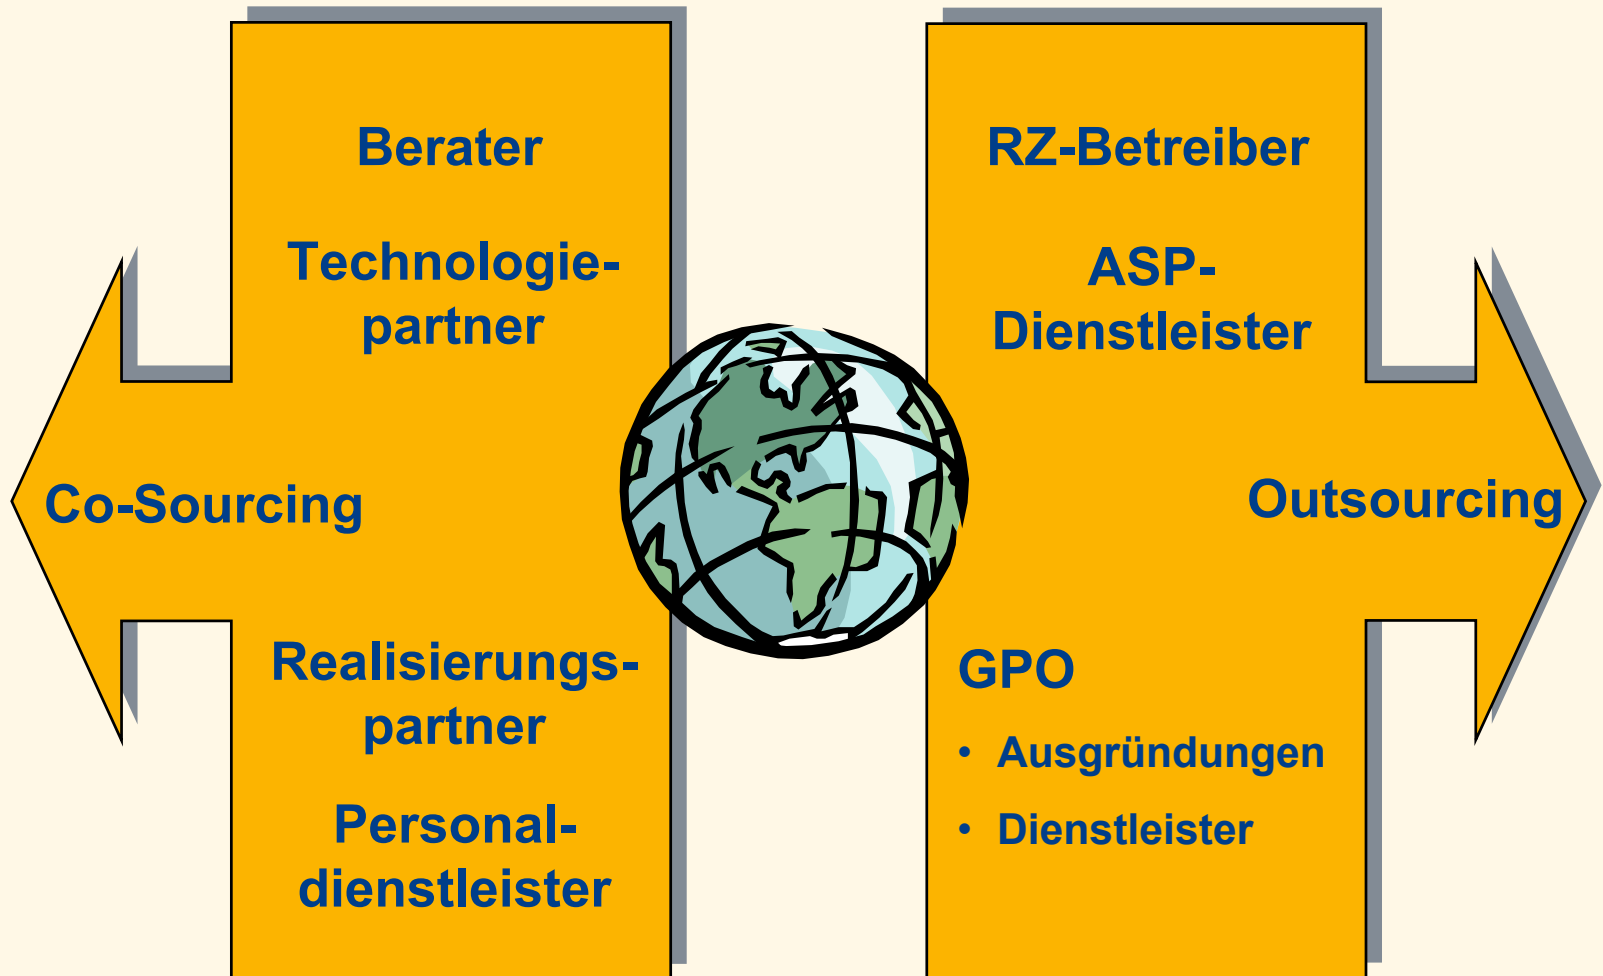 Berater
Technologie-
partner
Co-Sourcing
Realisierungs-
partner
Personal-
dienstleister
RZ-Betreiber
ASP-
Dienstleister
Outsourcing
GPO
• Ausgründungen
• Dienstleister